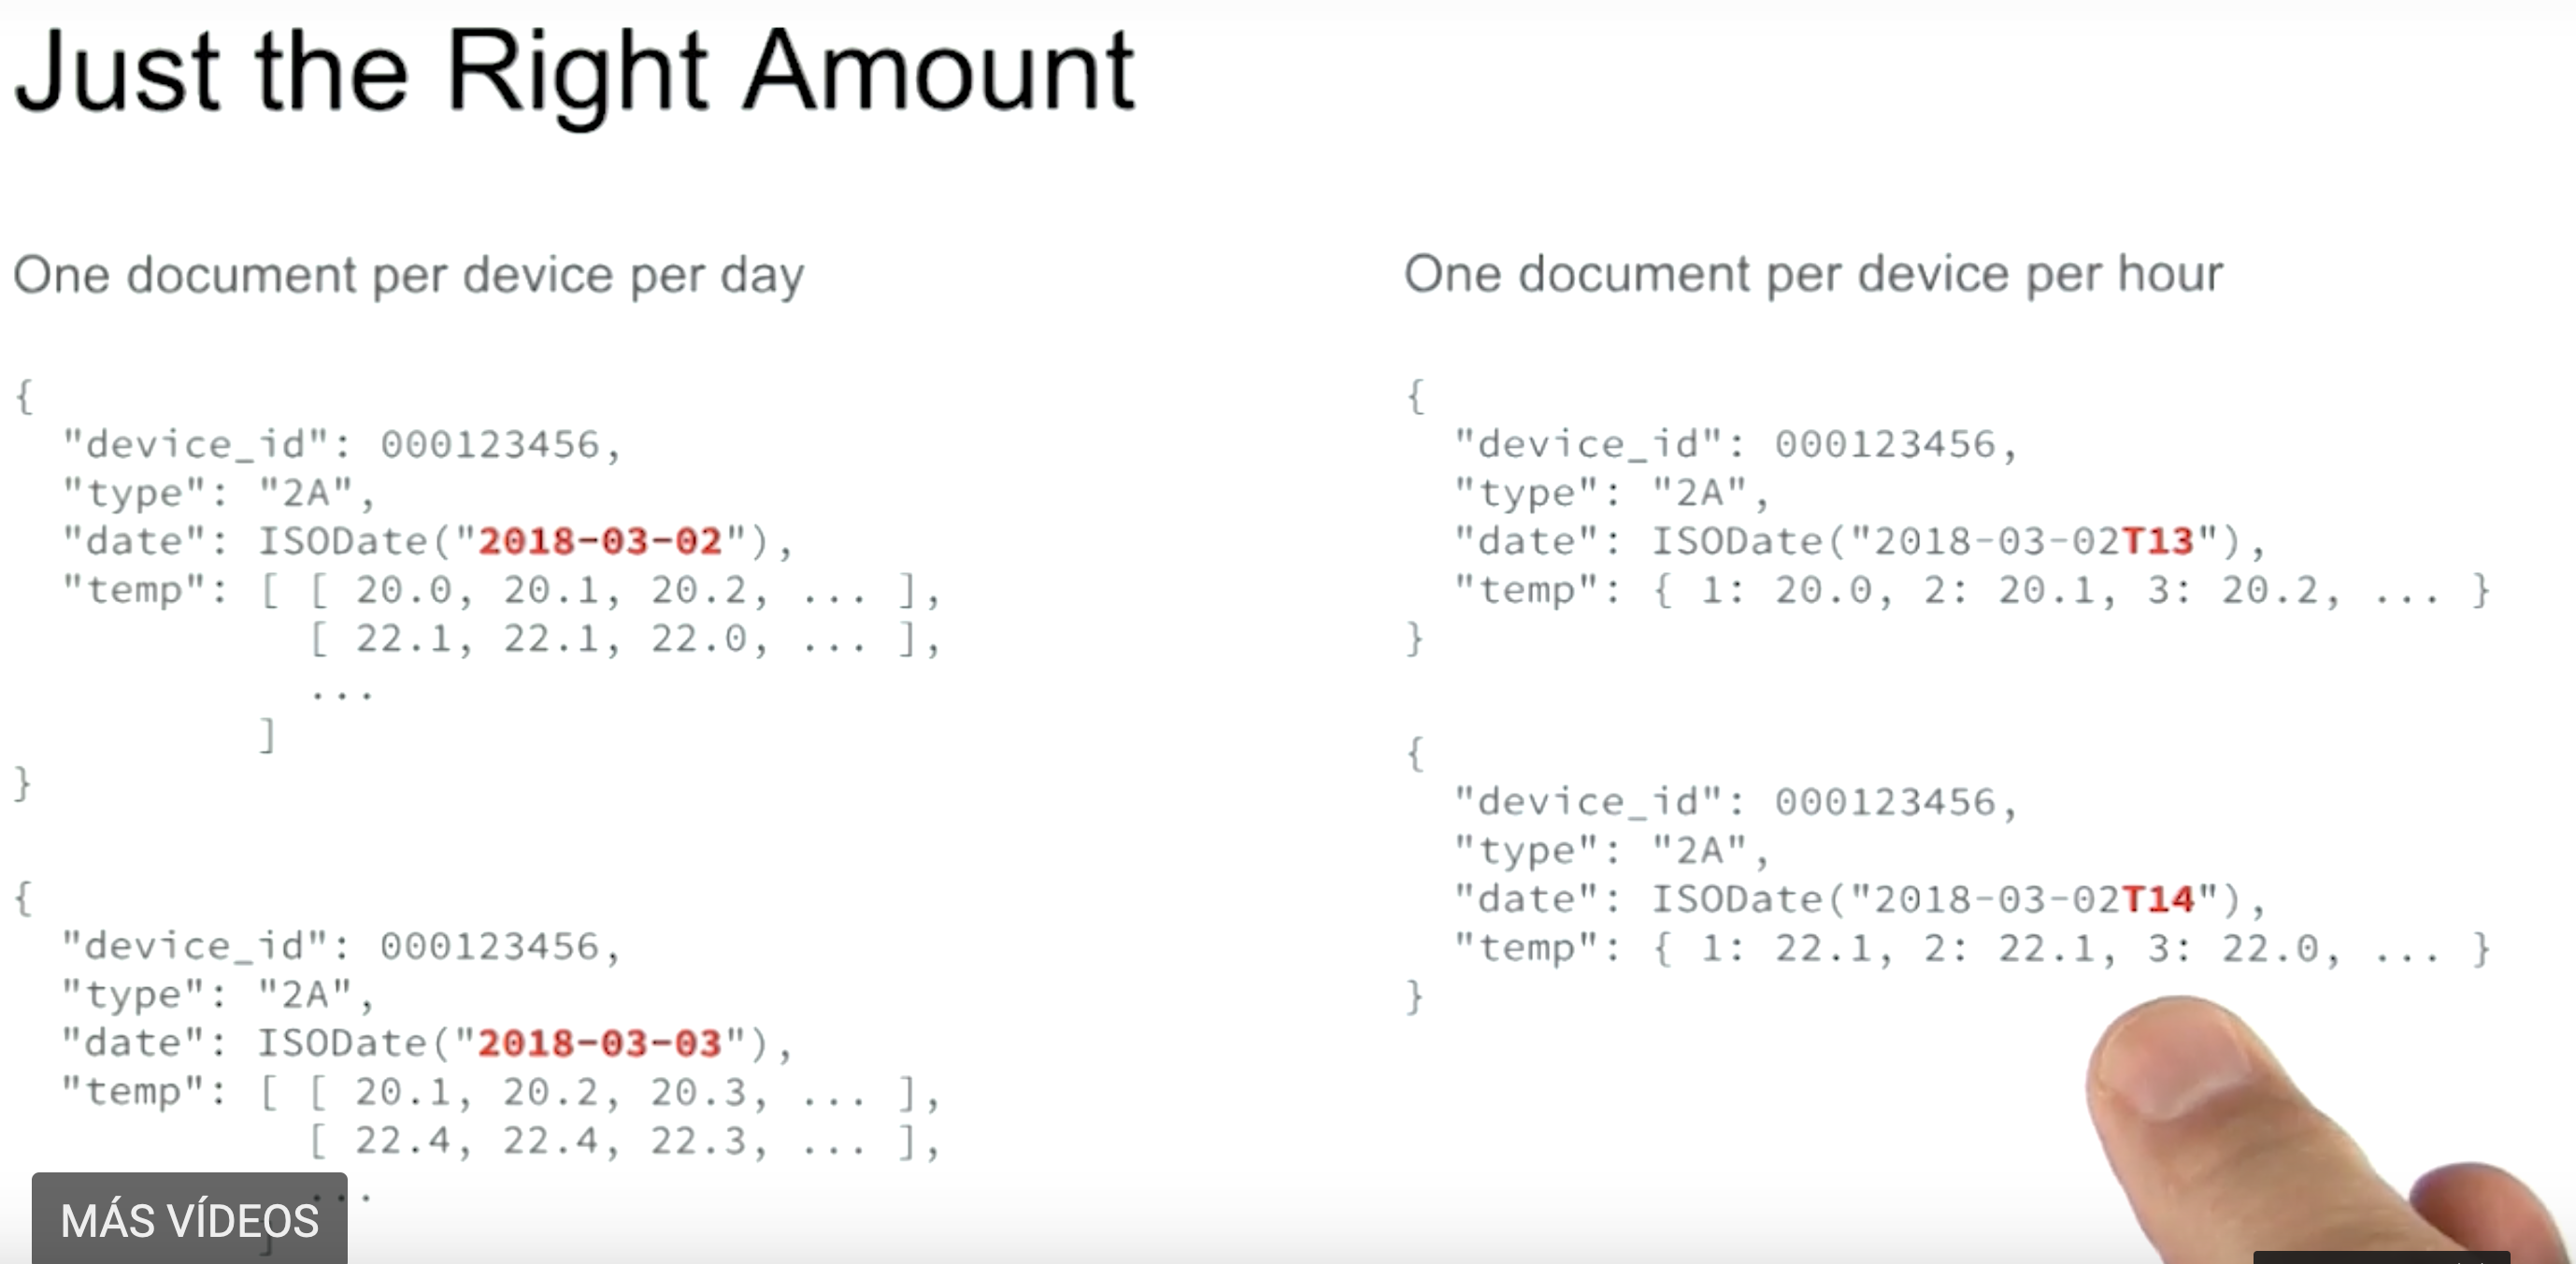 Just the Right Amount
One document per device per day
{
  "device_id": 000123456,
  "type": "2A",
  "date": ISODate("2018-03-02"),
  "temp": [ [ 20.0, 20.1, 20.2, ... ],
            [ 22.1, 22.1, 22.0, ... ],
            ...
          ]
}
{
  "device_id": 000123456,
  "type": "2A",
  "date": ISODate("2018-03-03"),
  "temp": [ [ 20.1, 20.2, 20.3, ... ],
            [ 22.4, 22.4, 22.3, ... ],
            ...
          ]
One document per device per hour
{
  "device_id": 000123456,
  "type": "2A",
  "date": ISODate("2018-03-02T13"),
  "temp": { 1: 20.0, 2: 20.1, 3: 20.2, ... }
}
{
  "device_id": 000123456,
  "type": "2A",
  "date": ISODate("2018-03-02T14"),
  "temp": { 1: 22.1, 2: 22.1, 3: 22.0, ... }
}
MÁS VÍDEOS